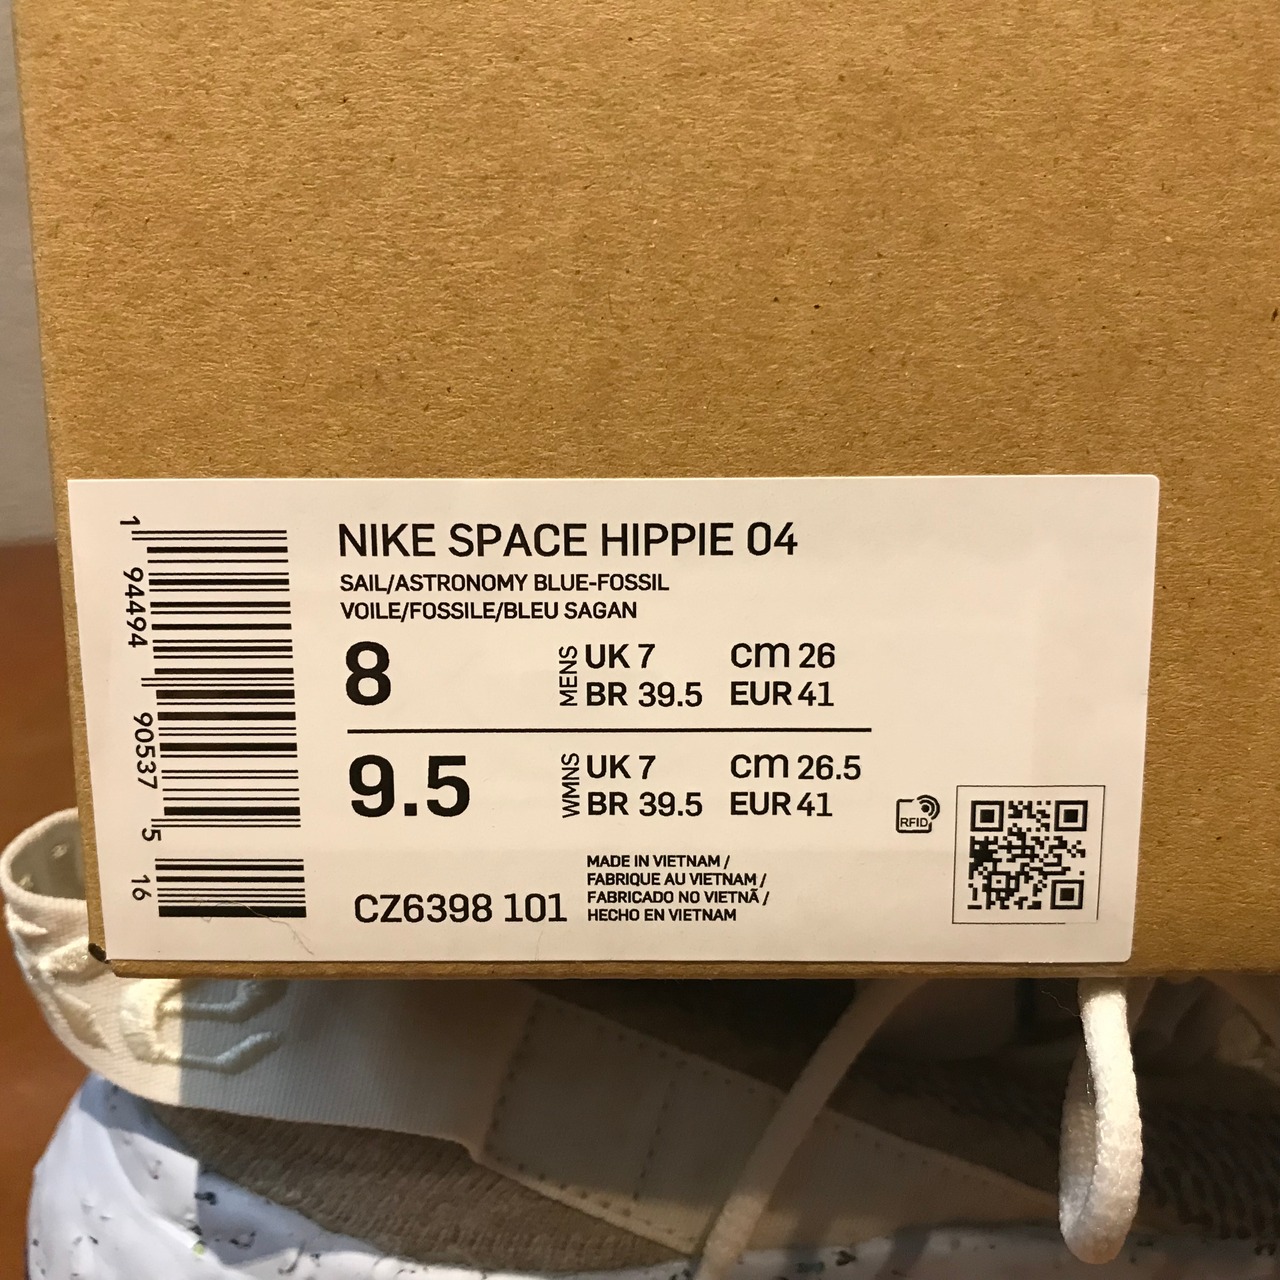 NIKE SPACE HIPPIE 04
SAIL/ASTRONOMY BLUE-FOSSIL
VOILE/FOSSILE/BLEU SAGAN
8 MENS UK 7 CM 26
BR 39.5 EUR 41
9.5 WMNS UK 7 CM 26.5
BR 39.5 EUR 41
RFID
CZ6398 101
MADE IN VIETNAM /
FABRIQUE AU VIETNAM /
FABRICADO NO VIETNÃ /
HECHO EN VIETNAM
1 94494 90537 5 16